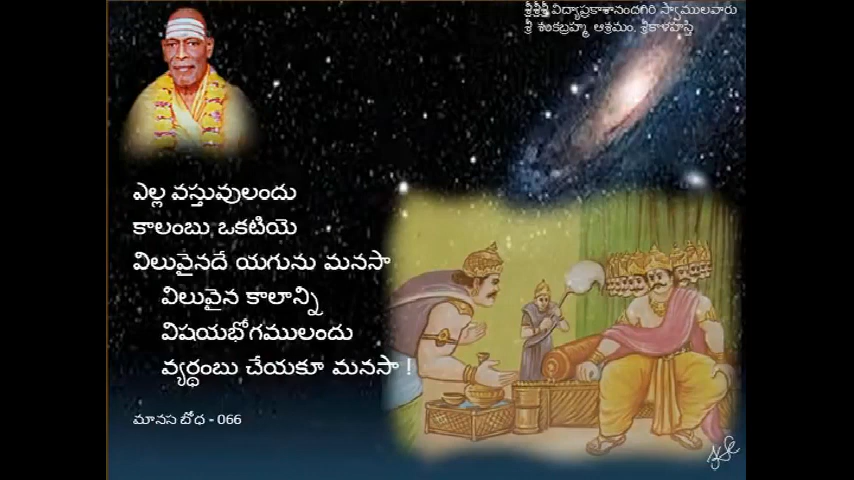 శ్రీశ్రీశ్రీ విద్యాప్రకాశానందగిరి స్వాములవారు
శ్రీ శుకబ్రహ్మ ఆశ్రమం, శ్రీకాళహస్తి
ఎల్ల వస్తువులందు
కాలంబు ఒకటియె
విలువైనదే యగును మనసా
విలువైన కాలాన్ని
విషయభోగములందు
వ్యర్ధంబు చేయకూ మనసా !
మానస బోధ - 066